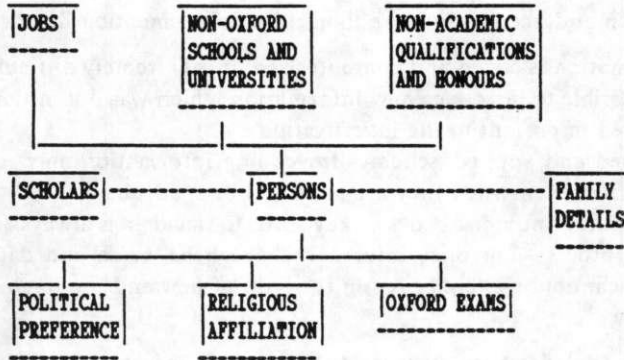 JOBS
NON-OXFORD
SCHOOLS AND
UNIVERSITIES
NON-ACADEMIC
QUALIFICATIONS
AND HONOURS
SCHOLARS
PERSONS
FAMILY
DETAILS
POLITICAL
PREFERENCE
RELIGIOUS
AFFILIATION
OXFORD EXAMS